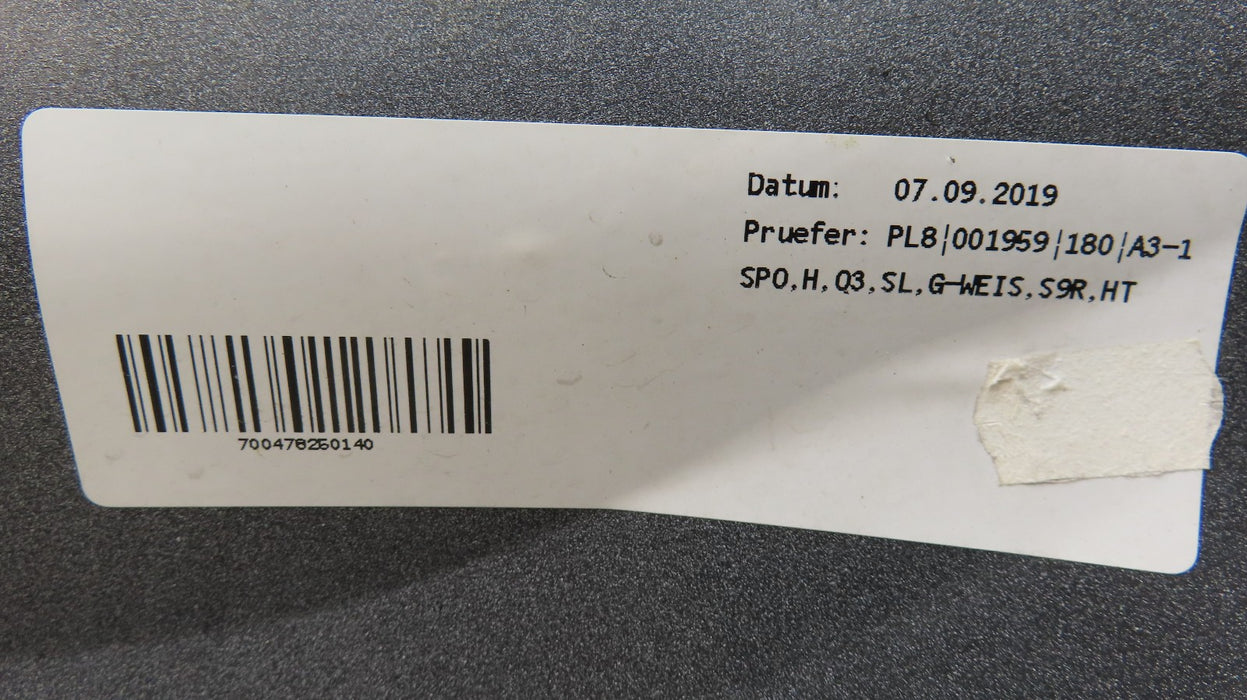 Datum: 07.09.2019
Pruefer: PL8|001959|180|A3-1
SPO,H,Q3,SL,G-WEIS,S9R,HT
700478260140